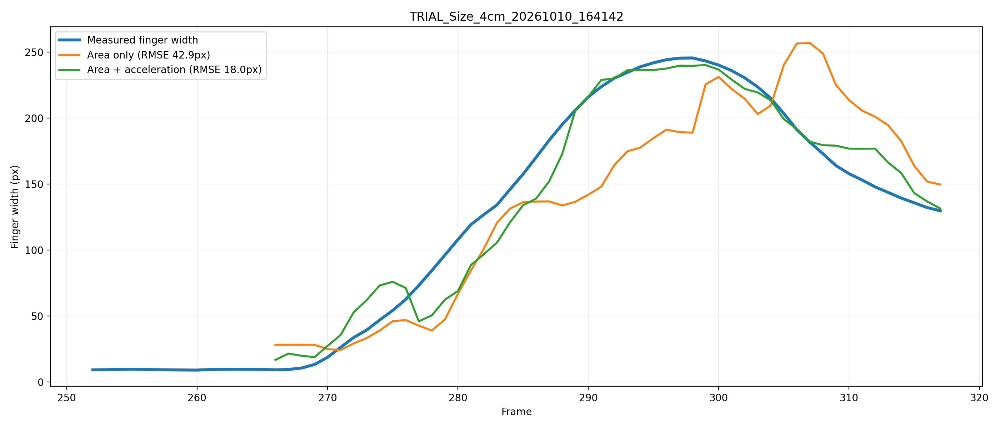 TRIAL_Size_4cm_20261010_164142
Measured finger width
Area only (RMSE 42.9px)
Area + acceleration (RMSE 18.0px)
Finger width (px)
250
200
150
100
50
0
250 260 270 280 290 300 310 320
Frame